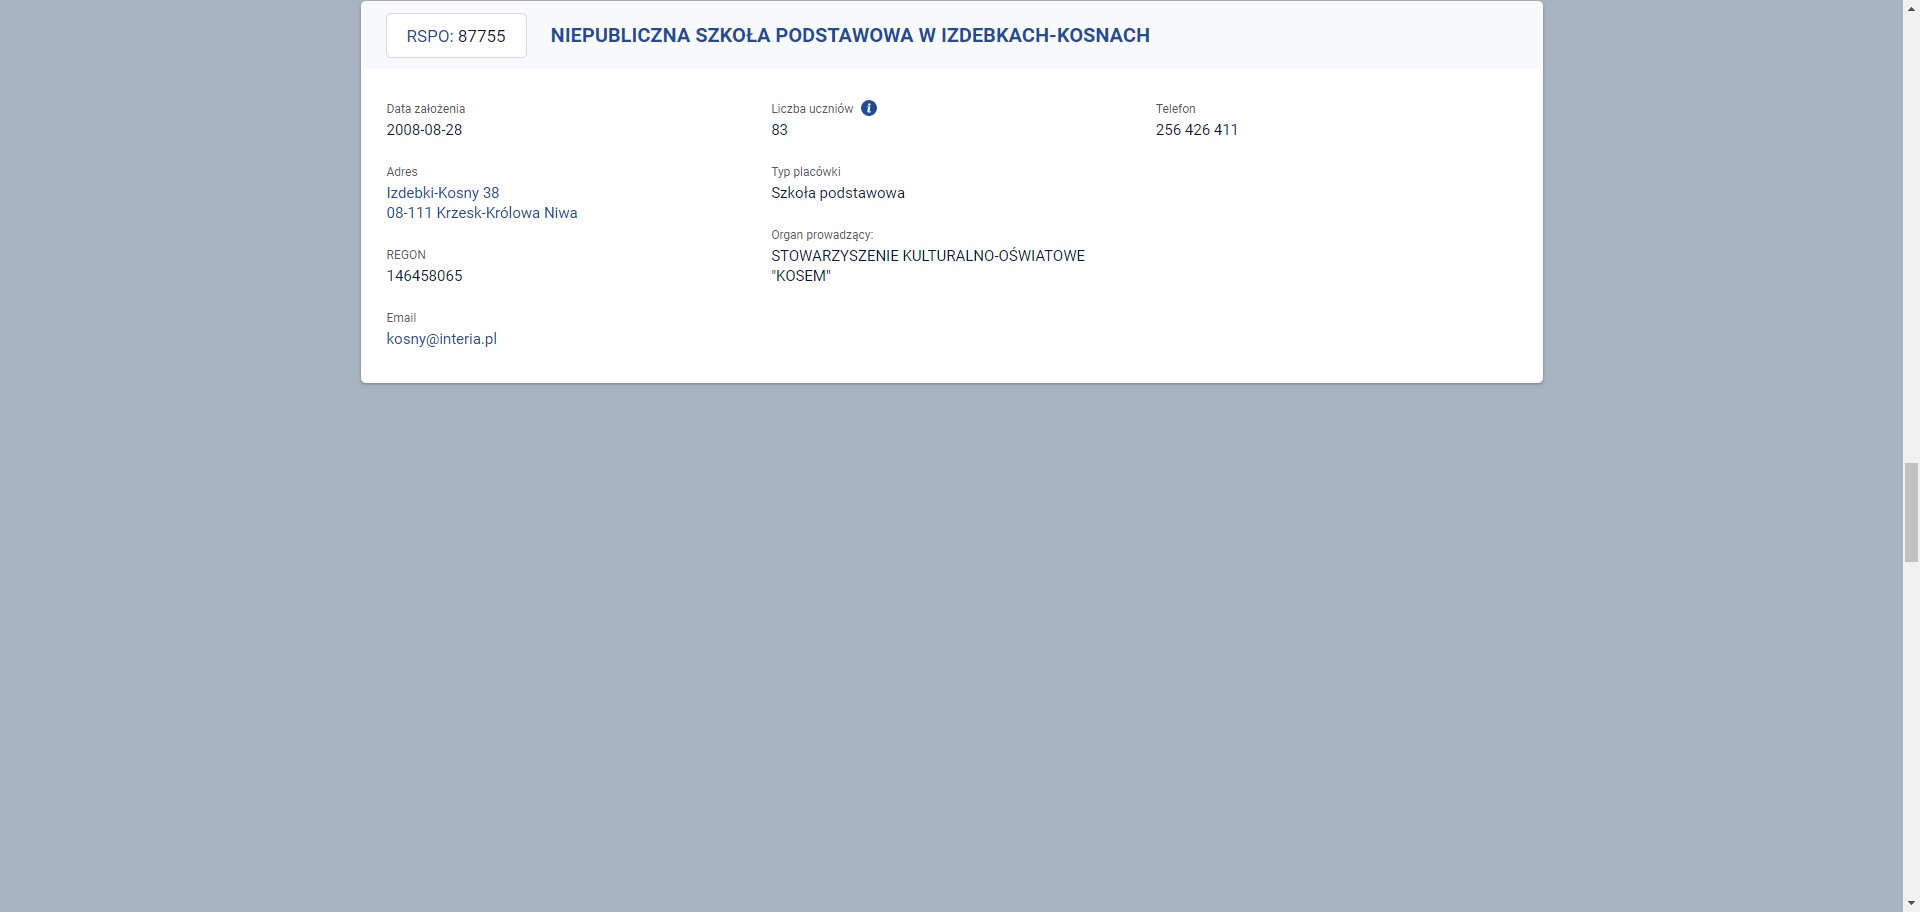 RSPO: 87755
NIEPUBLICZNA SZKOŁA PODSTAWOWA W IZDEBKACH-KOSNACH
Data założenia
2008-08-28
Adres
Izdebki-Kosny 38
08-111 Krzesk-Królowa Niwa
REGON
146458065
Email
kosny@interia.pl
Liczba uczniów i
83
Typ placówki
Szkoła podstawowa
Organ prowadzący:
STOWARZYSZENIE KULTURALNO-OŚWIATOWE
"KOSEM"
Telefon
256 426 411